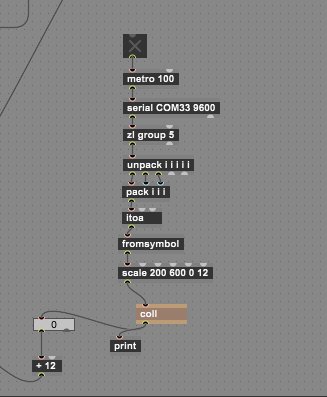 metro 100
serial COM33 9600
zl group 5
unpack i i i i i
pack i i i
itoa
fromsymbol
scale 200 600 0 12
coll
0
print
+ 12